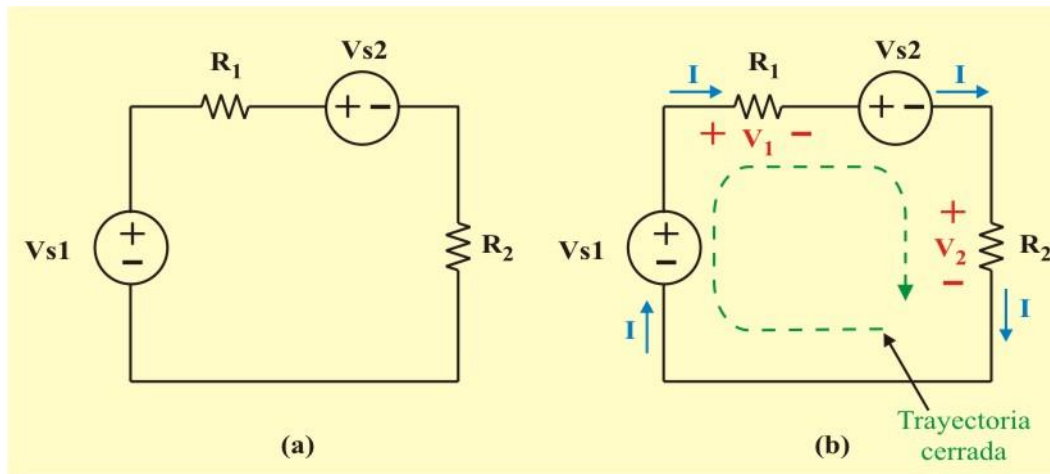 Vs2
R1
+ -
+
-
Vs1
R2
(a)
I
R1
Vs2
I
+ -
+ V1 -
+
-
Vs1
+
V2
-
R2
I
I
Trayectoria
cerrada
(b)